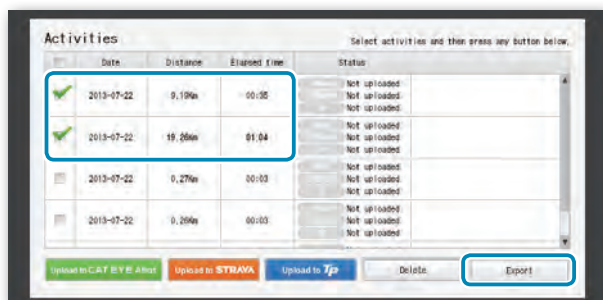 Activities
Select activities and then press any button below.
Date Distance Elapsed time Status
2013-07-22 9.19Km 00:35 Not uploaded
Not uploaded
Not uploaded
2013-07-22 19.26Km 01:04 Not uploaded
Not uploaded
Not uploaded
2013-07-22 0.27Km 00:03 Not uploaded
Not uploaded
Not uploaded
2013-07-22 0.26Km 00:03 Not uploaded
Not uploaded
Not uploaded
Upload to CAT EYE Atlas Upload to STRAVA Upload to Tp Delete Export